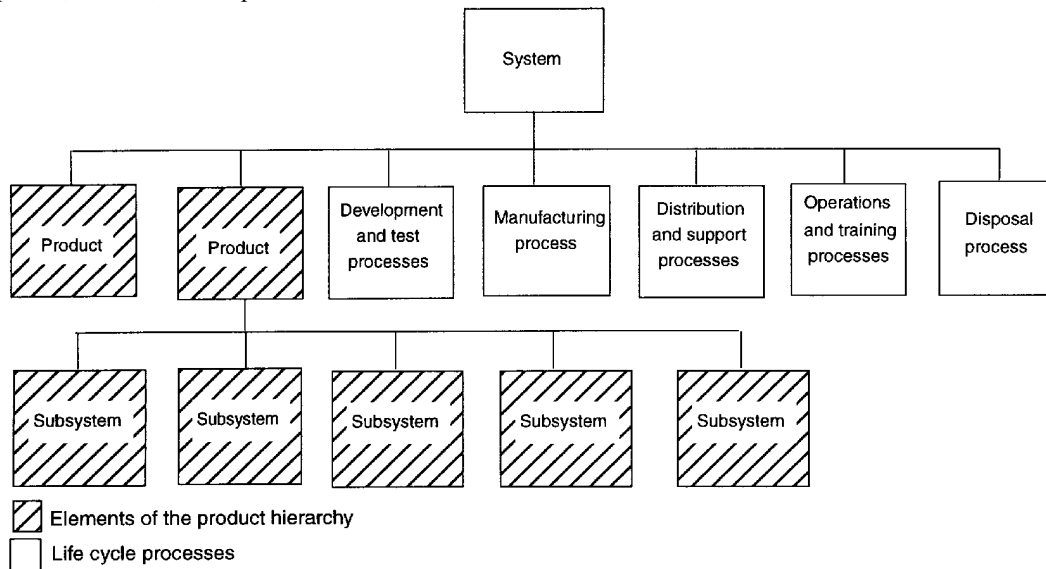 System
Product
Product
Development
and test
processes
Manufacturing
process
Distribution
and support
processes
Operations
and training
processes
Disposal
process
Subsystem
Subsystem
Subsystem
Subsystem
Subsystem
Elements of the product hierarchy
Life cycle processes